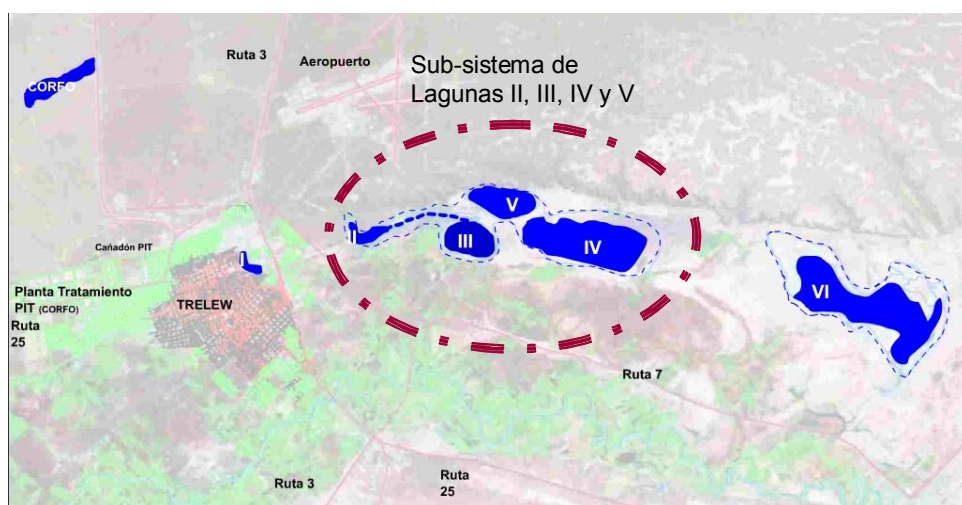 Sub-sistema de
Lagunas II, III, IV y V
Ruta 3
Aeropuerto
CORFO
V
II
III
IV
I
Cañadón PIT
VI
Planta Tratamiento
PIT (CORFO)
Ruta
25
TRELEW
Ruta 7
Ruta 3
Ruta
25